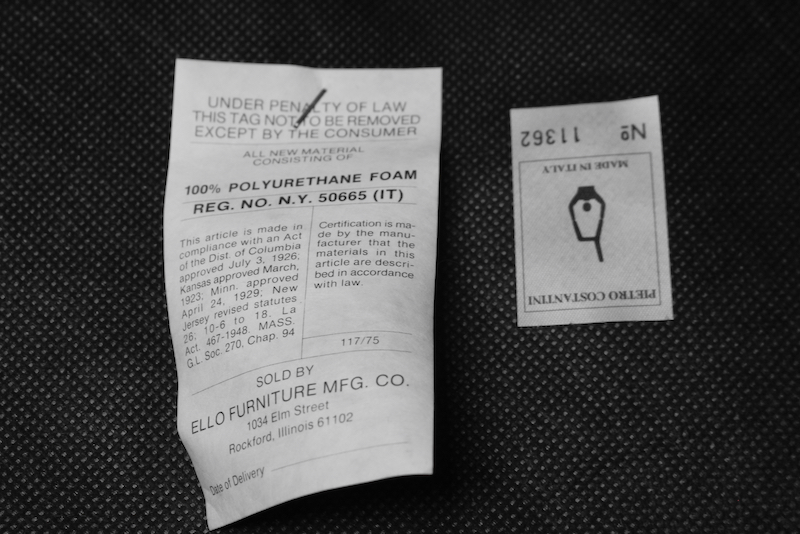 UNDER PENALTY OF LAW
THIS TAG NOT TO BE REMOVED
EXCEPT BY THE CONSUMER
ALL NEW MATERIAL
CONSISTING OF
100% POLYURETHANE FOAM
REG. NO. N.Y. 50665 (IT)
This article is made in
compliance with an Act
of the Dist. of Columbia
approved July 3, 1926;
Kansas approved March,
1923; Minn. approved
April 24, 1929; New
Jersey revised statutes
26: 10-6 to 18. La
Act. 467-1948. MASS.
G.L. Soc. 270, Chap. 94
Certification is ma-
de by the manu-
facturer that the
materials in this
article are descri-
bed in accordance
with law.
117/75
SOLD BY
ELLO FURNITURE MFG. CO.
1034 Elm Street
Rockford, Illinois 61102
Date of Delivery
PIETRO COSTANTINI
MADE IN ITALY
Nº 11362